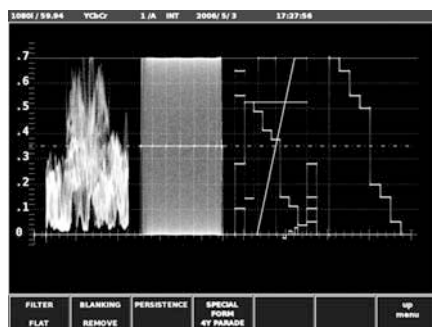 1080i / 59.94 YCbCr 1 /A INT 2006/ 5/ 3 17:27:56
.7
.6
.5
.4
.3
.2
.1
0
FILTER BLANKING PERSISTENCE SPECIAL FORM up menu
FLAT REMOVE 4Y PARADE